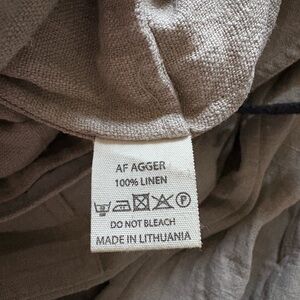 AF AGGER
100% LINEN
P
DO NOT BLEACH
MADE IN LITHUANIA